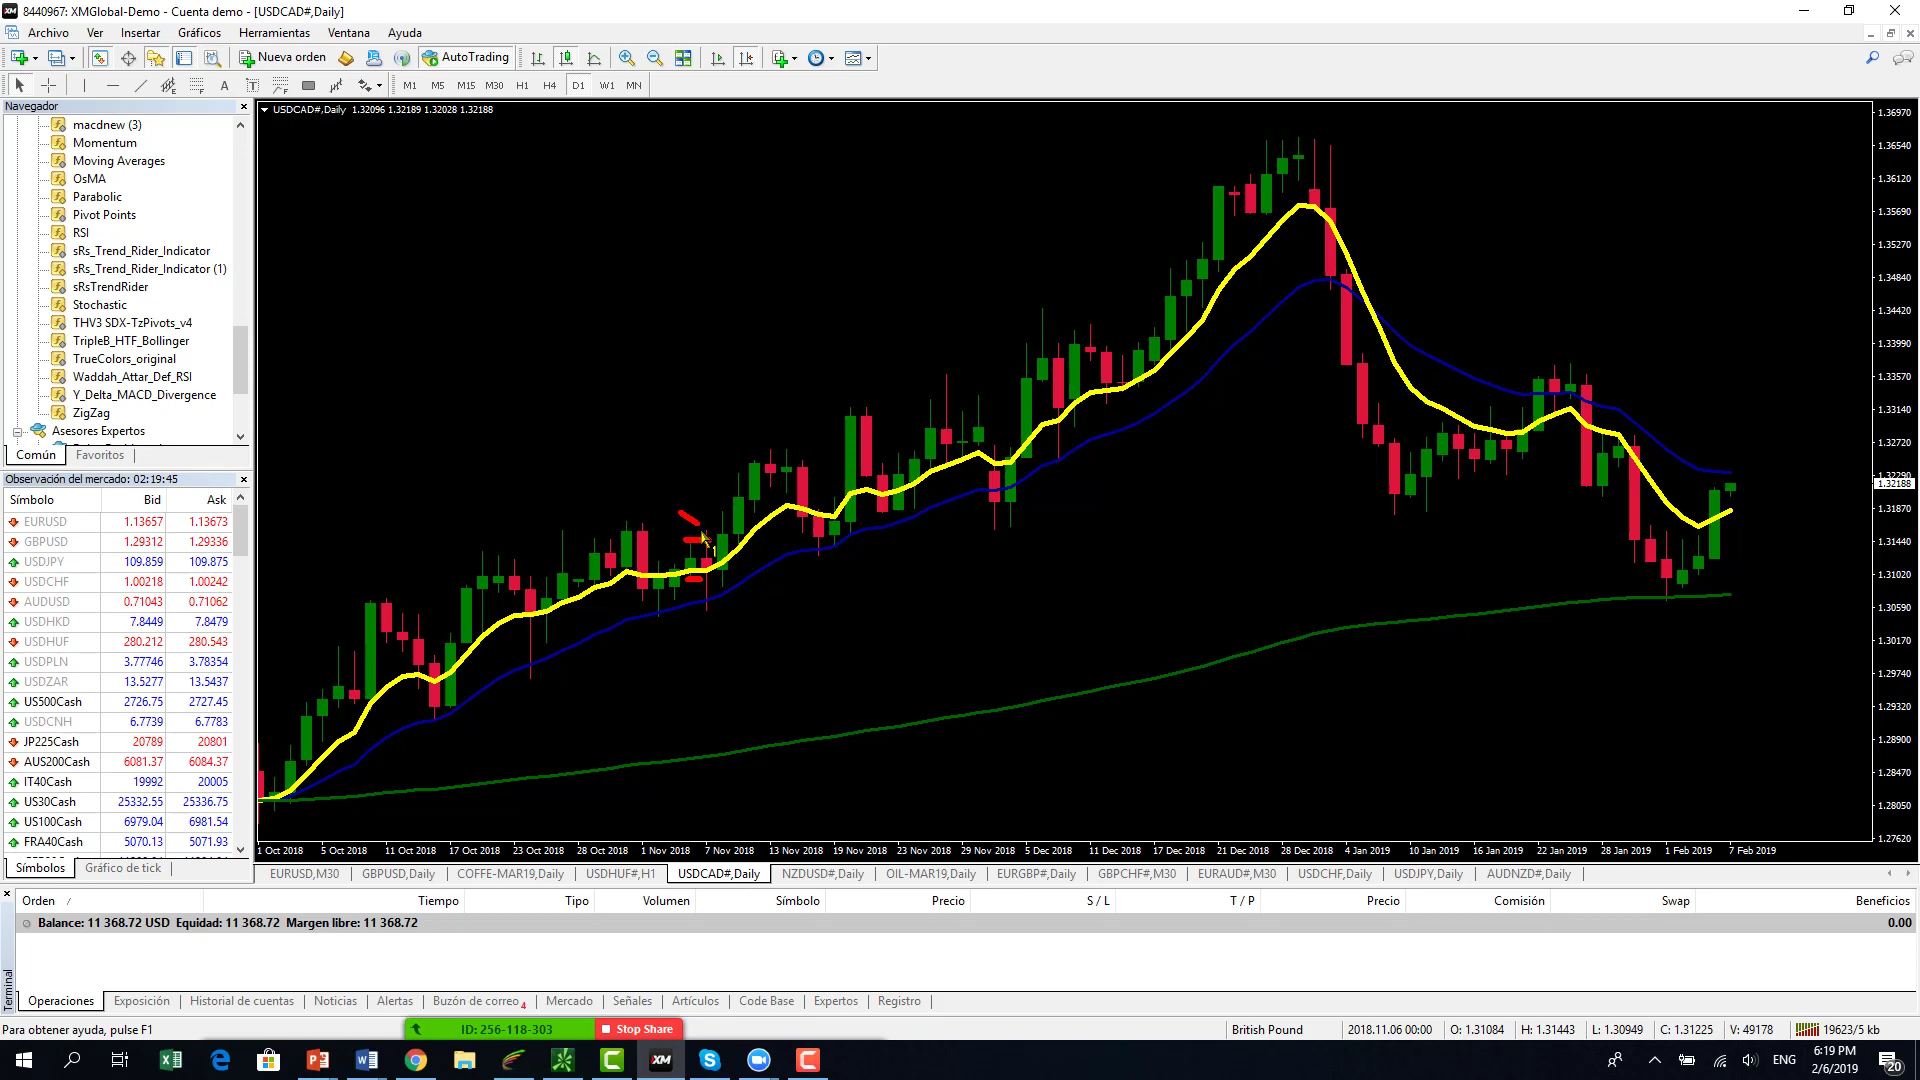 8440967: XMGlobal-Demo - Cuenta demo - [USDCAD#,Daily]
Archivo Ver Insertar Gráficos Herramientas Ventana Ayuda
Nueva orden AutoTrading
A T F M1 M5 M15 M30 H1 H4 D1 W1 MN
Navegador
macdnew (3)
Momentum
Moving Averages
OsMA
Parabolic
Pivot Points
RSI
sRs_Trend_Rider_Indicator
sRs_Trend_Rider_Indicator (1)
sRsTrendRider
Stochastic
THV3 SDX-TzPivots_v4
TripleB_HTF_Bollinger
TrueColors_original
Waddah_Attar_Def_RSI
Y_Delta_MACD_Divergence
ZigZag
Asesores Expertos
Común Favoritos
Observación del mercado: 02:19:45
Símbolo Bid Ask
EURUSD 1.13657 1.13673
GBPUSD 1.29312 1.29336
USDJPY 109.859 109.875
USDCHF 1.00218 1.00242
AUDUSD 0.71043 0.71062
USDHKD 7.8449 7.8479
USDHUF 280.212 280.543
USDPLN 3.77746 3.78354
USDZAR 13.5277 13.5437
US500Cash 2726.75 2727.45
USDCNH 6.7739 6.7783
JP225Cash 20789 20801
AUS200Cash 6081.37 6084.37
IT40Cash 19992 20005
US30Cash 25332.55 25336.75
US100Cash 6979.04 6981.54
FRA40Cash 5070.13 5071.93
Símbolos Gráfico de tick
USDCAD#,Daily 1.32096 1.32189 1.32028 1.32188
1
1.36970
1.36540
1.36120
1.35690
1.35270
1.34840
1.34420
1.33990
1.33570
1.33140
1.32720
1.32290
1.32188
1.31870
1.31440
1.31020
1.30590
1.30170
1.29740
1.29320
1.28900
1.28470
1.28050
1.27620
1 Oct 2018 5 Oct 2018 11 Oct 2018 17 Oct 2018 23 Oct 2018 28 Oct 2018 1 Nov 2018 7 Nov 2018 13 Nov 2018 19 Nov 2018 23 Nov 2018 29 Nov 2018 5 Dec 2018 11 Dec 2018 17 Dec 2018 21 Dec 2018 28 Dec 2018 4 Jan 2019 10 Jan 2019 16 Jan 2019 22 Jan 2019 28 Jan 2019 1 Feb 2019 7 Feb 2019
EURUSD,M30 GBPUSD,Daily COFFE-MAR19,Daily USDHUF#,H1 USDCAD#,Daily NZDUSD#,Daily OIL-MAR19,Daily EURGBP#,Daily GBPCHF#,M30 EURAUD#,M30 USDCHF,Daily USDJPY,Daily AUDNZD#,Daily
Orden / Tiempo Tipo Volumen Símbolo Precio S / L T / P Precio Comisión Swap Beneficios
Balance: 11 368.72 USD Equidad: 11 368.72 Margen libre: 11 368.72 0.00
Terminal
Operaciones Exposición Historial de cuentas Noticias Alertas Buzón de correo 4 Mercado Señales Artículos Code Base Expertos Registro
Para obtener ayuda, pulse F1 ID: 256-118-303 Stop Share British Pound 2018.11.06 00:00 O: 1.31084 H: 1.31443 L: 1.30949 C: 1.31225 V: 49178 19623/5 kb
XM ENG 6:19 PM
2/6/2019 20